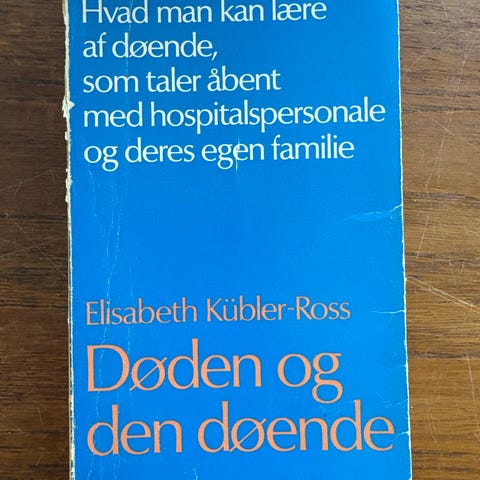 Hvad man kan lære
af døende,
som taler åbent
med hospitalspersonale
og deres egen familie
Elisabeth Kübler-Ross
Døden og
den døende